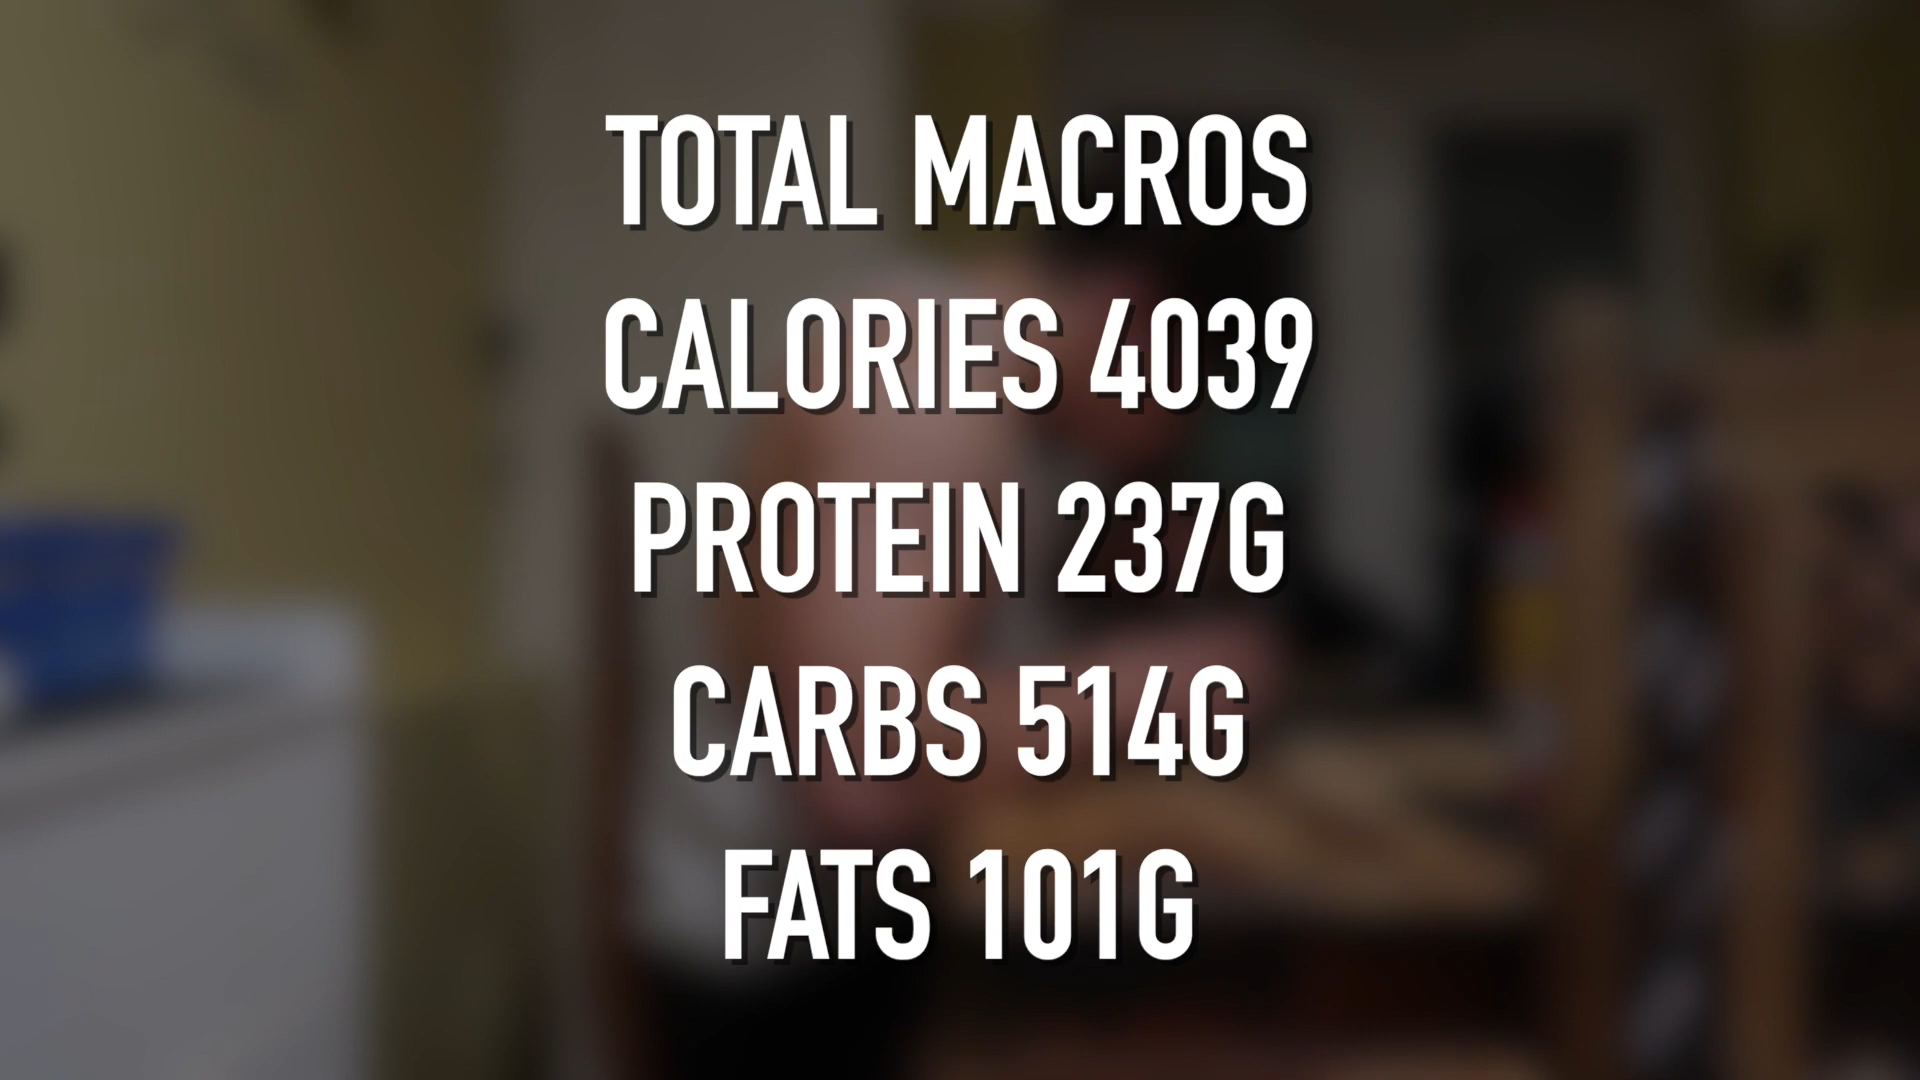 TOTAL MACROS
CALORIES 4039
PROTEIN 237G
CARBS 514G
FATS 101G